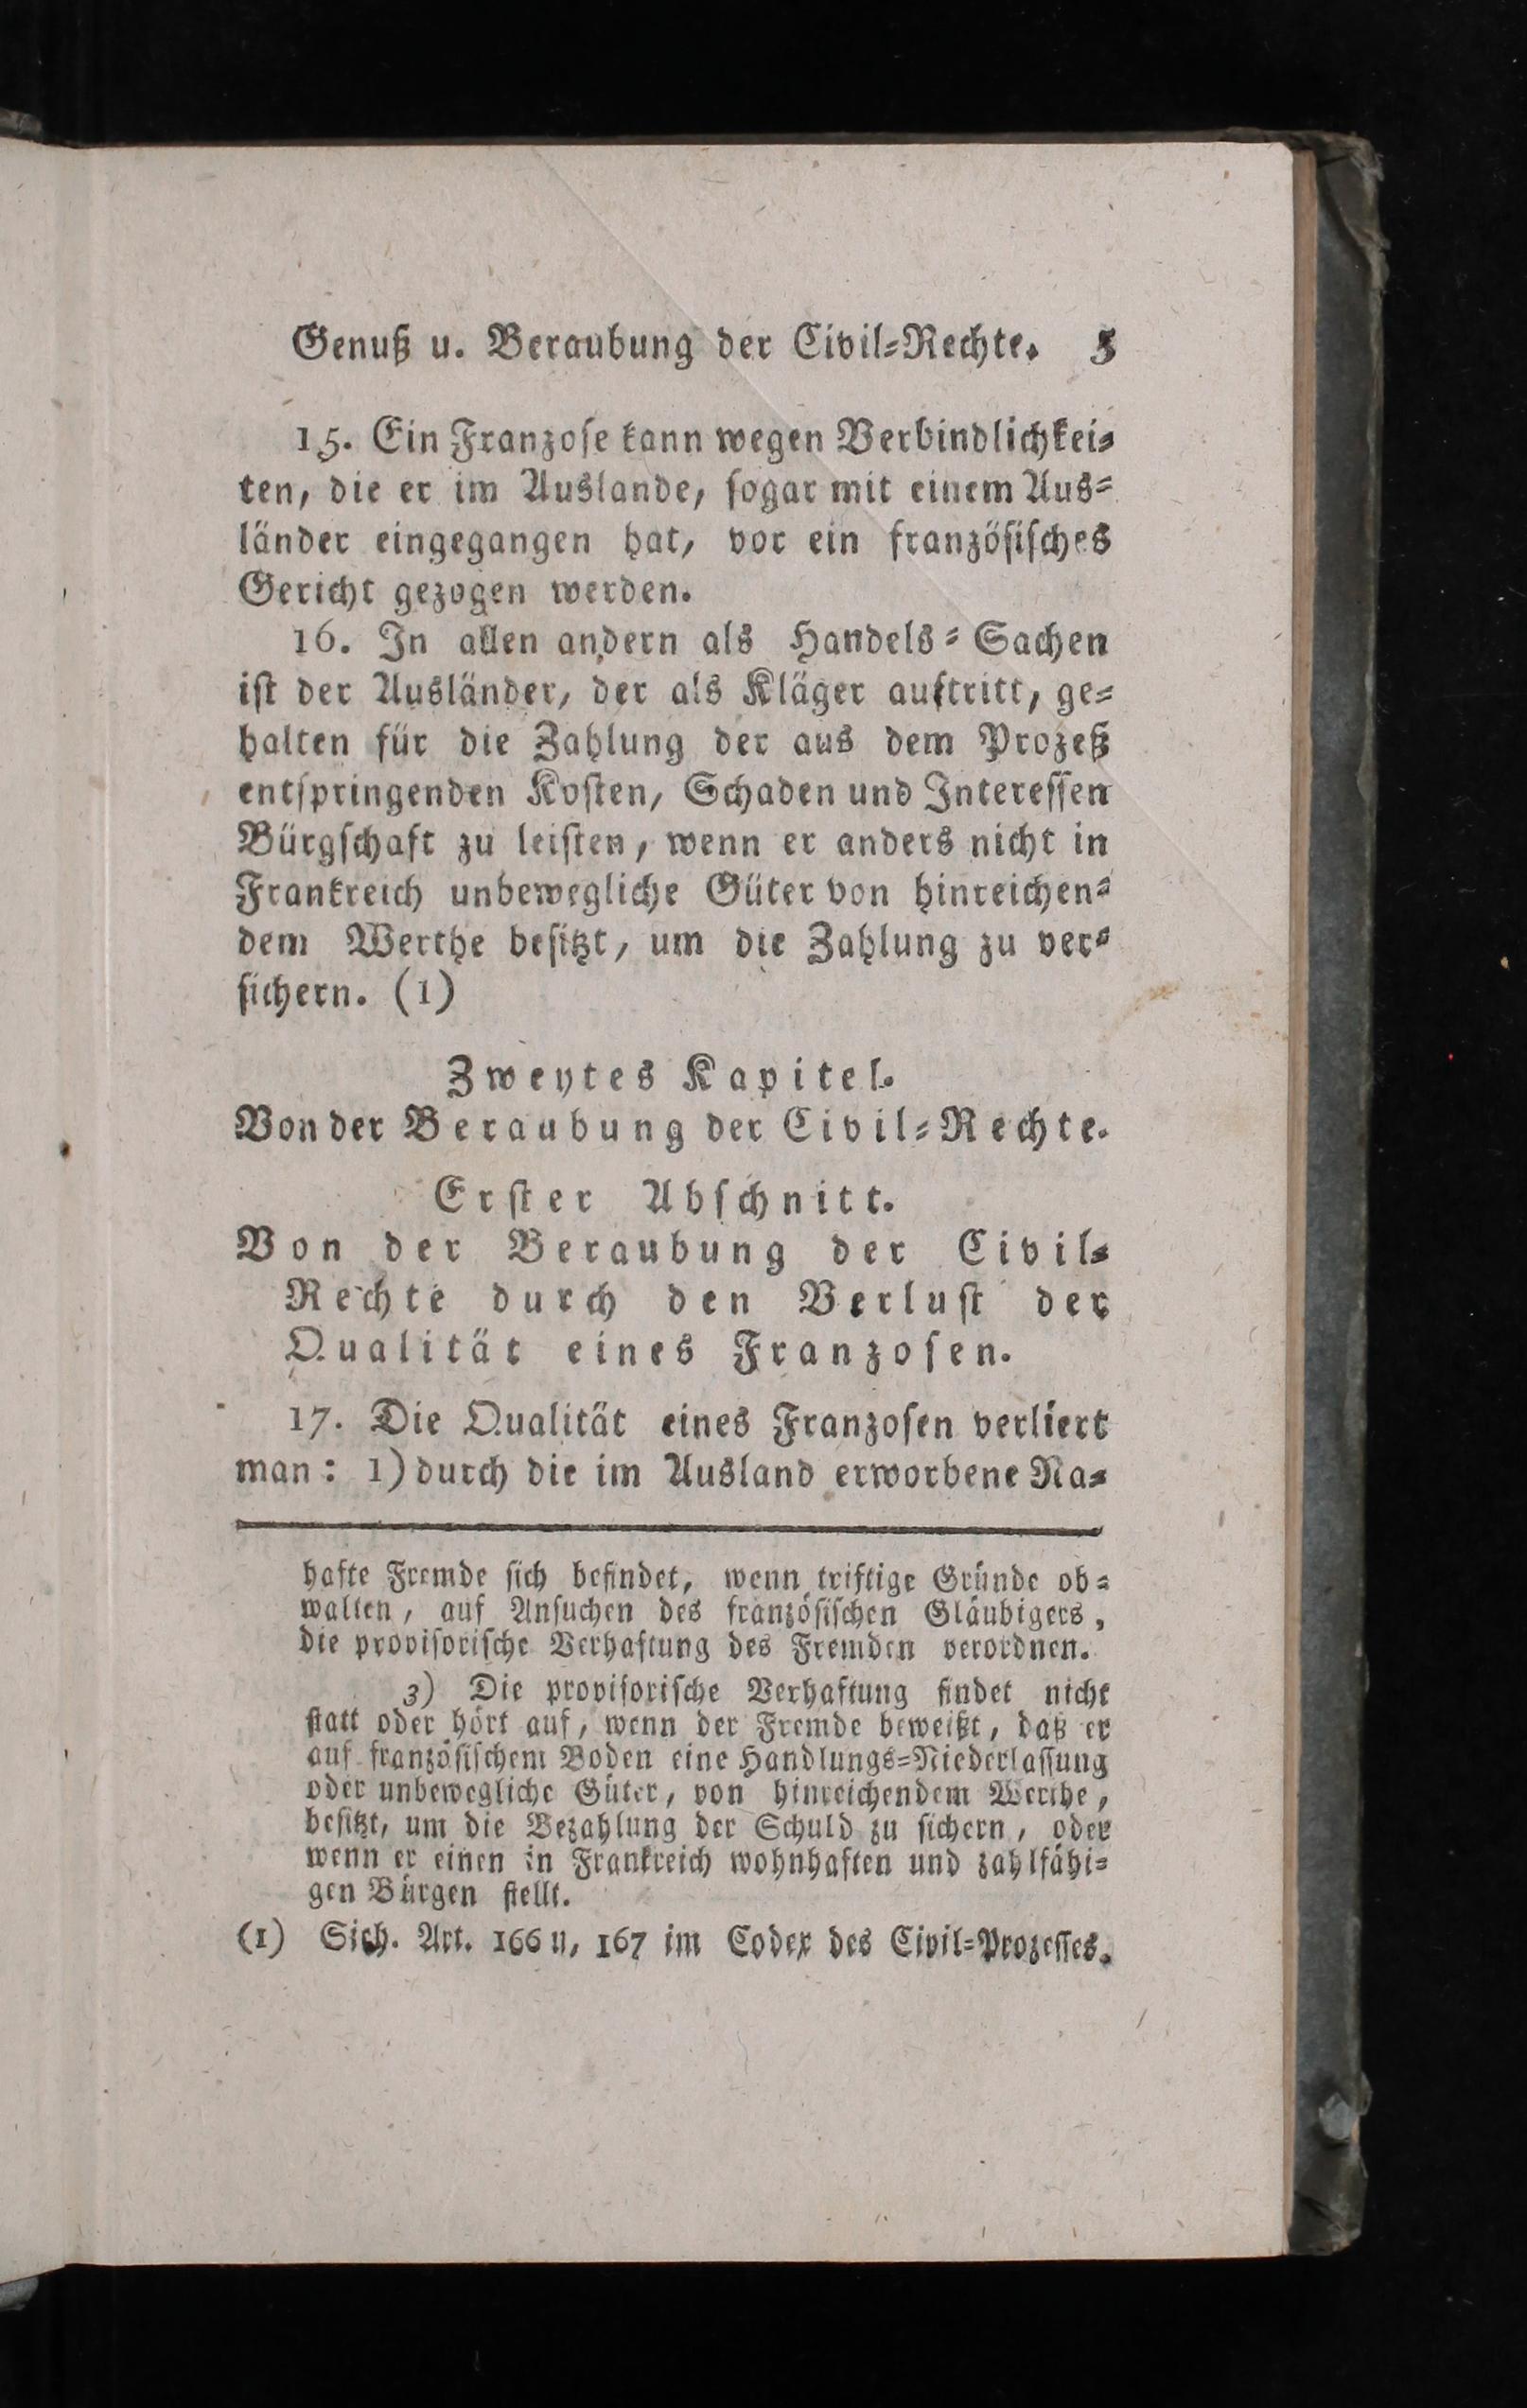 Genuß u. Beraubung der Civil-Rechte. 5
15. Ein Franzose kann wegen Verbindlichkei-
ten, die er im Auslande, sogar mit einem Aus-
länder eingegangen hat, vor ein französisches
Gericht gezogen werden.
16. In allen andern als Handels-Sachen
ist der Ausländer, der als Kläger auftritt, ge-
halten für die Zahlung der aus dem Prozeß
entspringenden Kosten, Schaden und Interessen
Bürgschaft zu leisten, wenn er anders nicht in
Frankreich unbewegliche Güter von hinreichen-
dem Werthe besitzt, um die Zahlung zu ver-
sichern. (1)
Zweytes Kapitel.
Von der Beraubung der Civil-Rechte.
Erster Abschnitt.
Von der Beraubung der Civil-
Rechte durch den Verlust der
Qualität eines Franzosen.
17. Die Qualität eines Franzosen verliert
man: 1) durch die im Ausland erworbene Na-
hafte Fremde sich befindet, wenn triftige Gründe ob-
walten, auf Ansuchen des französischen Gläubigers,
die provisorische Verhaftung des Fremden verordnen.
3) Die provisorische Verhaftung findet nicht
statt oder hört auf, wenn der Fremde beweißt, daß er
auf französischem Boden eine Handlungs-Niederlassung
oder unbewegliche Güter, von hinreichendem Werthe,
besitzt, um die Bezahlung der Schuld zu sichern, oder
wenn er einen in Frankreich wohnhaften und zahlfähi-
gen Bürgen stellt.
(1) Sieh. Art. 166 u, 167 im Codex des Civil-Prozesses.